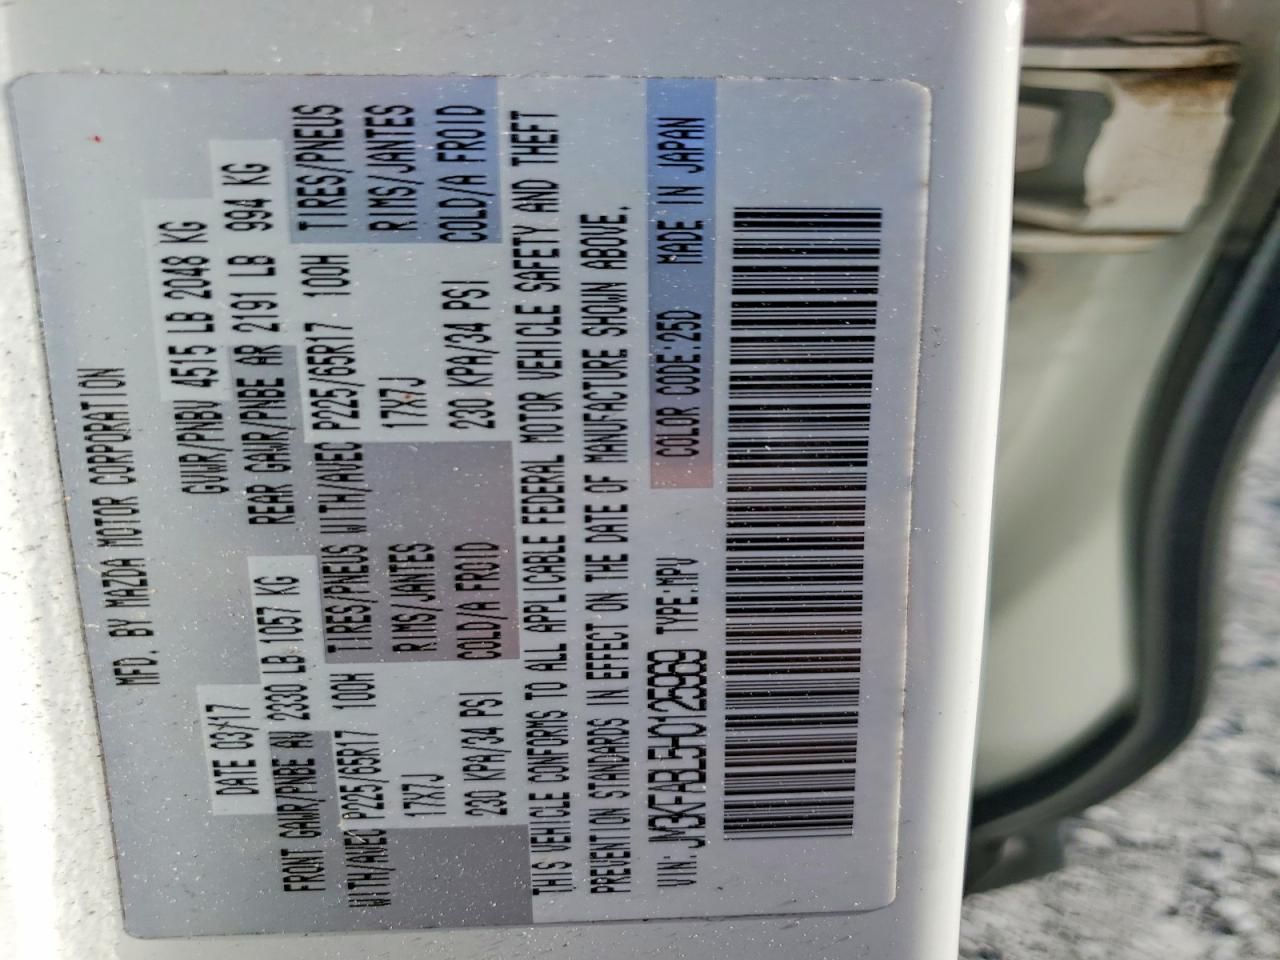 MFD. BY MAZDA MOTOR CORPORATION
DATE 03/17 GVWR/PNBV 4515 LB 2048 KG
FRONT GAWR/PNBE AV 2330 LB 1057 KG REAR GAWR/PNBE AR 2191 LB 994 KG
WITH/AVEC P225/65R17 100H TIRES/PNEUS WITH/AVEC P225/65R17 100H TIRES/PNEUS
17X7J RIMS/JANTES 17X7J RIMS/JANTES
230 KPA/34 PSI COLD/A FROID 230 KPA/34 PSI COLD/A FROID
THIS VEHICLE CONFORMS TO ALL APPLICABLE FEDERAL MOTOR VEHICLE SAFETY AND THEFT
PREVENTION STANDARDS IN EFFECT ON THE DATE OF MANUFACTURE SHOWN ABOVE.
VIN: JM3KFABL5H0125969 TYPE:MPV COLOR CODE:25D MADE IN JAPAN